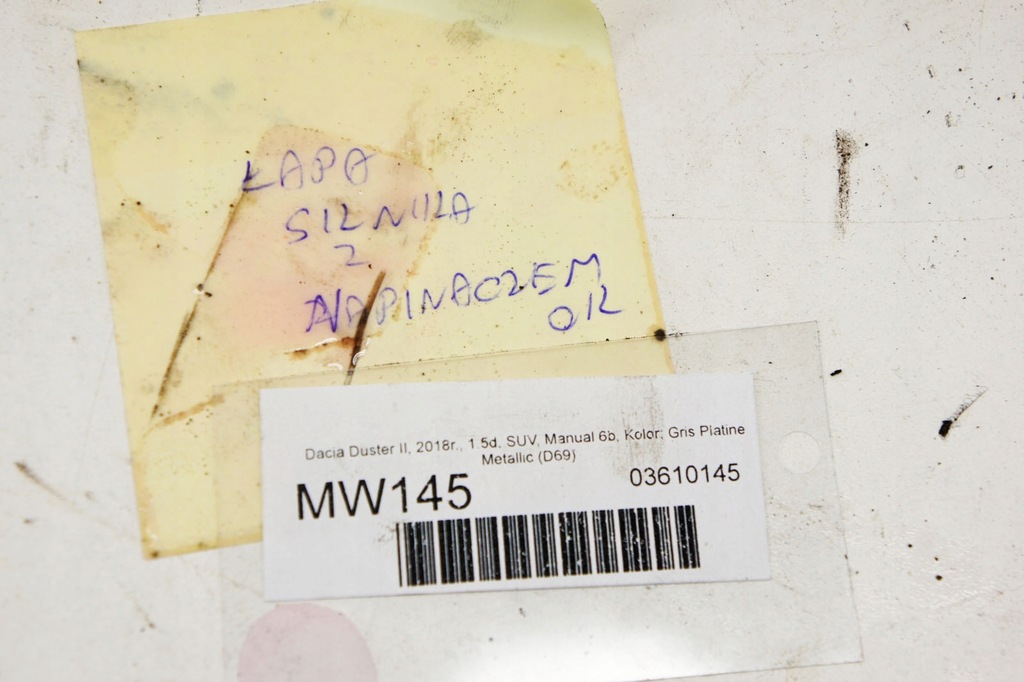 ŁAPA
SILNIKA
Z
NAPINACZEM
OK
Dacia Duster II, 2018r., 1.5d, SUV, Manual 6b, Kolor: Gris Platine
Metallic (D69)
MW145
03610145